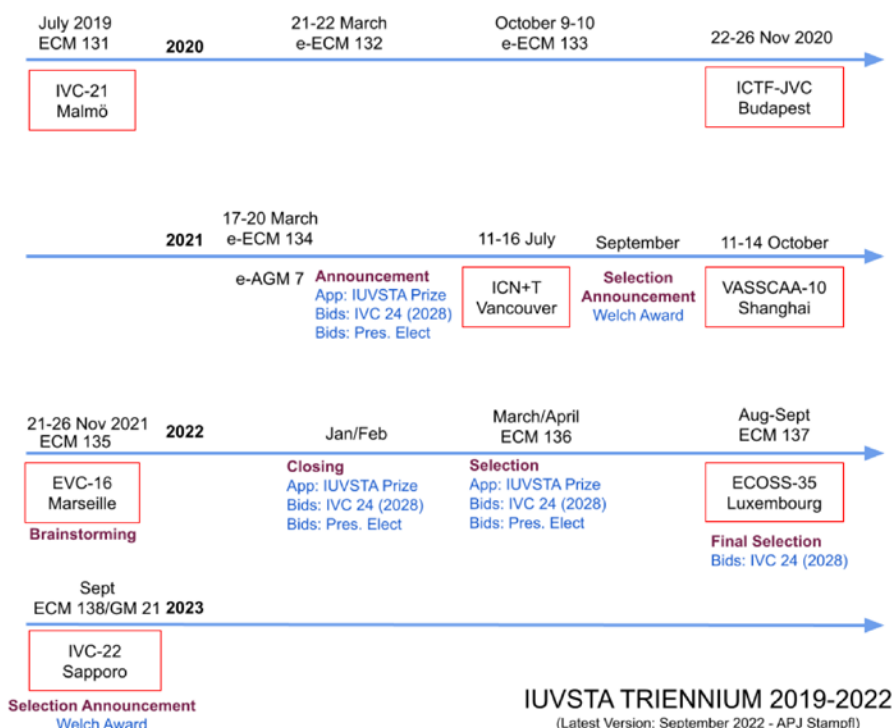 July 2019
ECM 131
2020
21-22 March
e-ECM 132
October 9-10
e-ECM 133
22-26 Nov 2020
IVC-21
Malmö
ICTF-JVC
Budapest
2021
17-20 March
e-ECM 134
11-16 July
September
11-14 October
e-AGM 7
Announcement
App: IUVSTA Prize
Bids: IVC 24 (2028)
Bids: Pres. Elect
ICN+T
Vancouver
Selection
Announcement
Welch Award
VASSCAA-10
Shanghai
21-26 Nov 2021
ECM 135
2022
Jan/Feb
March/April
ECM 136
Aug-Sept
ECM 137
EVC-16
Marseille
Brainstorming
Closing
App: IUVSTA Prize
Bids: IVC 24 (2028)
Bids: Pres. Elect
Selection
App: IUVSTA Prize
Bids: IVC 24 (2028)
Bids: Pres. Elect
ECOSS-35
Luxembourg
Final Selection
Bids: IVC 24 (2028)
Sept
ECM 138/GM 21
2023
IVC-22
Sapporo
Selection Announcement
Welch Award
IUVSTA TRIENNIUM 2019-2022
(Latest Version: September 2022 - APJ Stampfl)